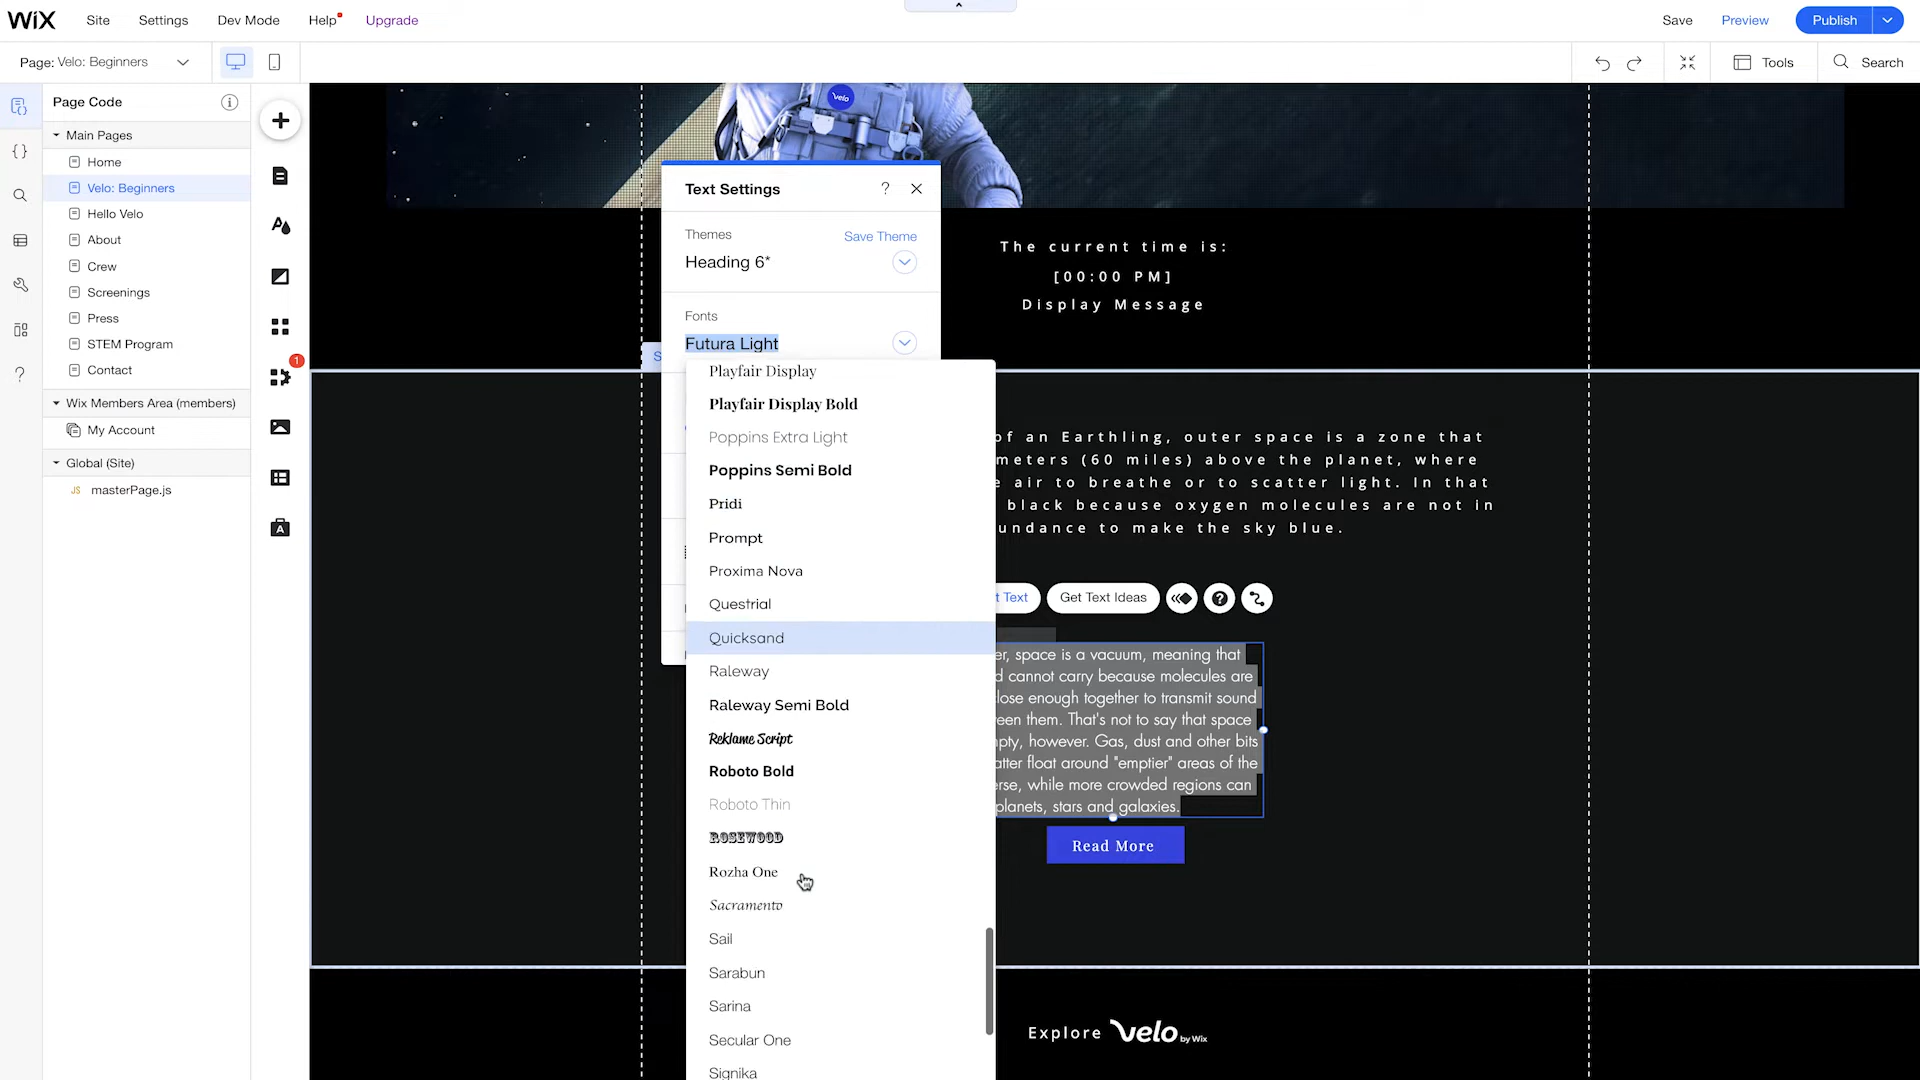 WiX
Site
Settings
Dev Mode
Help
Upgrade
Save
Preview
Publish
Page: Velo: Beginners
Tools
Search
Page Code
Main Pages
Home
Velo: Beginners
Hello Velo
About
Crew
Screenings
Press
STEM Program
Contact
Wix Members Area (members)
My Account
Global (Site)
JS masterPage.js
1
velo
Text Settings
?
Themes
Save Theme
Heading 6*
Fonts
Futura Light
S
Playfair Display
Playfair Display Bold
Poppins Extra Light
Poppins Semi Bold
Pridi
Prompt
Proxima Nova
Questrial
Quicksand
Raleway
Raleway Semi Bold
Reklame Script
Roboto Bold
Roboto Thin
ROSEWOOD
Rozha One
Sacramento
Sail
Sarabun
Sarina
Secular One
Signika
The current time is:
[00:00 PM]
Display Message
of an Earthling, outer space is a zone that
meters (60 miles) above the planet, where
e air to breathe or to scatter light. In that
black because oxygen molecules are not in
undance to make the sky blue.
t Text
Get Text Ideas
er, space is a vacuum, meaning that
d cannot carry because molecules are
lose enough together to transmit sound
een them. That's not to say that space
pty, however. Gas, dust and other bits
atter float around "emptier" areas of the
erse, while more crowded regions can
planets, stars and galaxies.
Read More
Explore velo by Wix